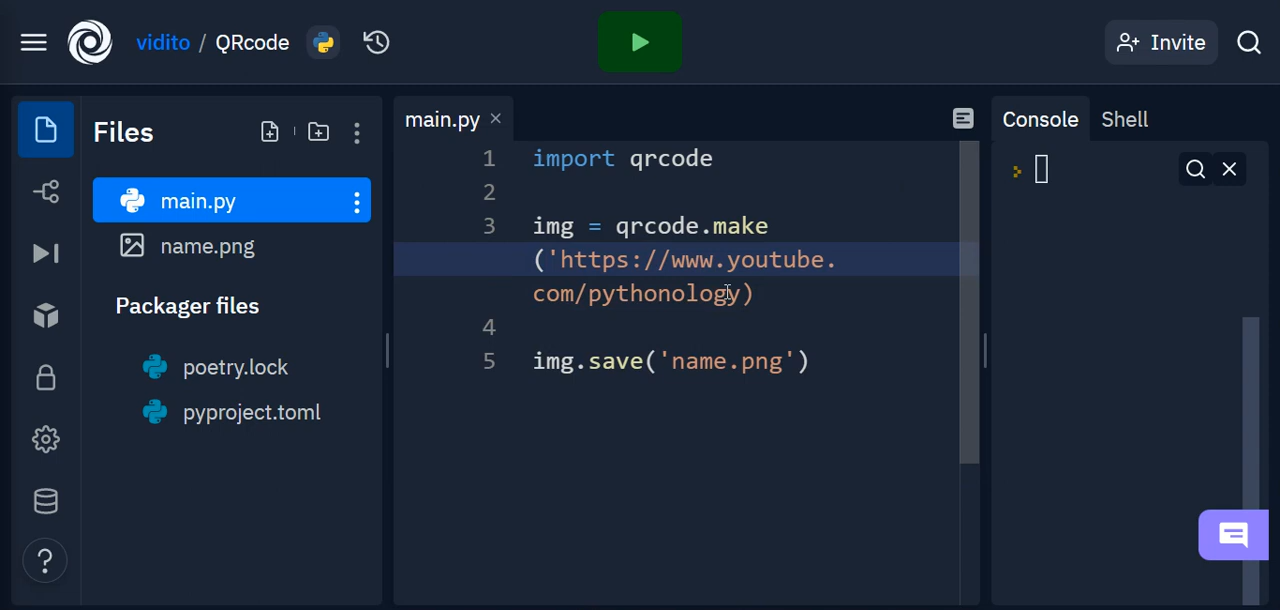 vidito / QRcode
Invite
Files
main.py
name.png
Packager files
poetry.lock
pyproject.toml
main.py
1 import qrcode
2
3 img = qrcode.make
('https://www.youtube.
com/pythonology)
4
5 img.save('name.png')
Console
Shell
?